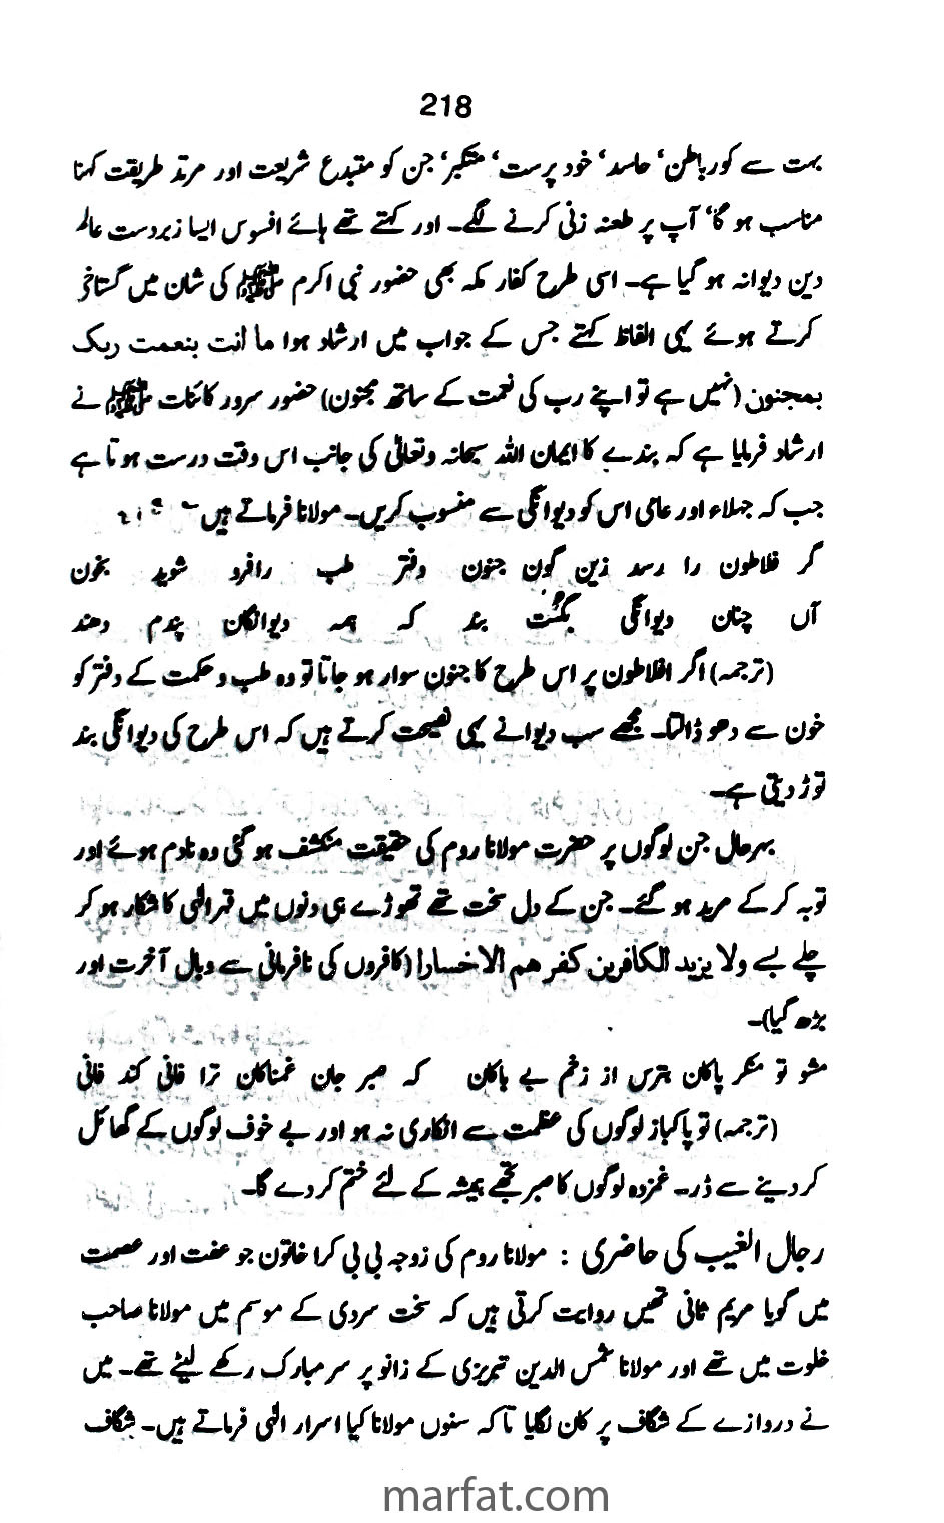 218
بہت سے کور باطن‘ حاسد‘ خود پرست‘ متکبر‘ جن کو متبدع شریعت اور مرتد طریقت کہنا
مناسب ہو گا‘ آپ پر طعنہ زنی کرنے لگے۔ اور کہتے تھے ہائے افسوس ایسا زبردست عالم
دین دیوانہ ہو گیا ہے۔ اسی طرح کفار مکہ بھی حضور نبی اکرم ﷺ کی شان میں گستاخی
کرتے ہوئے یہی الفاظ کہتے جس کے جواب میں ارشاد ہوا ما انت بنعمت ربک
بمجنون (نہیں ہے تو اپنے رب کی نعمت کے ساتھ مجنون) حضور سرور کائنات ﷺ نے
ارشاد فرمایا ہے کہ بندے کا ایمان اللہ سبحانہ وتعالیٰ کی جانب اس وقت درست ہوتا ہے
جب کہ جہلاء اور عامی اس کو دیوانگی سے منسوب کریں۔ مولانا فرماتے ہیں
گر فلاطون را رسد زین گون جنون دفتر طب رافرو شوید بخون
آں چنان دیوانگی بگسُست بند کہ ہمہ دیوانگان پندم دھند
(ترجمہ) اگر افلاطون پر اس طرح کا جنون سوار ہو جاتا تو وہ طب و حکمت کے دفتر کو
خون سے دھو ڈالتا۔ مجھے سب دیوانے یہی نصیحت کرتے ہیں کہ اس طرح کی دیوانگی بند
توڑ دیتی ہے۔
بہرحال جن لوگوں پر حضرت مولانا روم کی حقیقت منکشف ہو گئی وہ نادم ہوئے اور
توبہ کر کے مرید ہو گئے۔ جن کے دل سخت تھے تھوڑے ہی دنوں میں قہر الٰہی کا شکار ہو کر
چلے بے ولا یزید الکافرین کفر ھم الا خسارا (کافروں کی نافرمانی سے وبال آخرت اور
بڑھ گیا)۔
مشو تو منکر پاکان بترس از زخم بے باکان کہ صبر جان غمناکان ترا فانی کند فانی
(ترجمہ) تو پاکباز لوگوں کی عظمت سے انکاری نہ ہو اور بے خوف لوگوں کے گھائل
کر دینے سے ڈر۔ غمزدہ لوگوں کا صبر تجھے ہمیشہ کے لئے ختم کر دے گا۔
رجال الغیب کی حاضری : مولانا روم کی زوجہ بی بی کرا خاتون جو عفت اور عصمت
میں گویا مریم ثانی تھیں روایت کرتی ہیں کہ سخت سردی کے موسم میں مولانا صاحب
خلوت میں تھے اور مولانا شمس الدین تبریزی کے زانو پر سر مبارک رکھے لیٹے تھے۔ میں
نے دروازے کے شگاف پر کان لگایا تاکہ سنوں مولانا کیا اسرار الٰہی فرماتے ہیں۔ شگاف
marfat.com